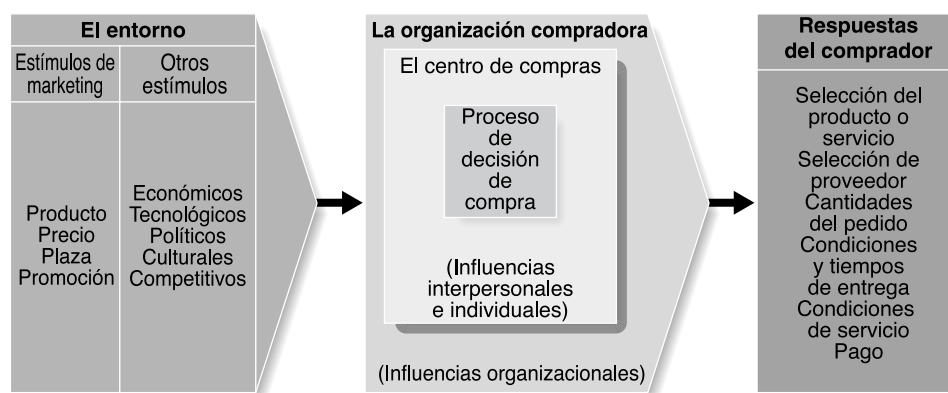 El entorno
Estímulos de
marketing
Otros
estímulos
Producto
Precio
Plaza
Promoción
Económicos
Tecnológicos
Políticos
Culturales
Competitivos
La organización compradora
El centro de compras
Proceso
de
decisión
de
compra
(Influencias
interpersonales
e individuales)
(Influencias organizacionales)
Respuestas
del comprador
Selección del
producto o
servicio
Selección de
proveedor
Cantidades
del pedido
Condiciones
y tiempos
de entrega
Condiciones
de servicio
Pago